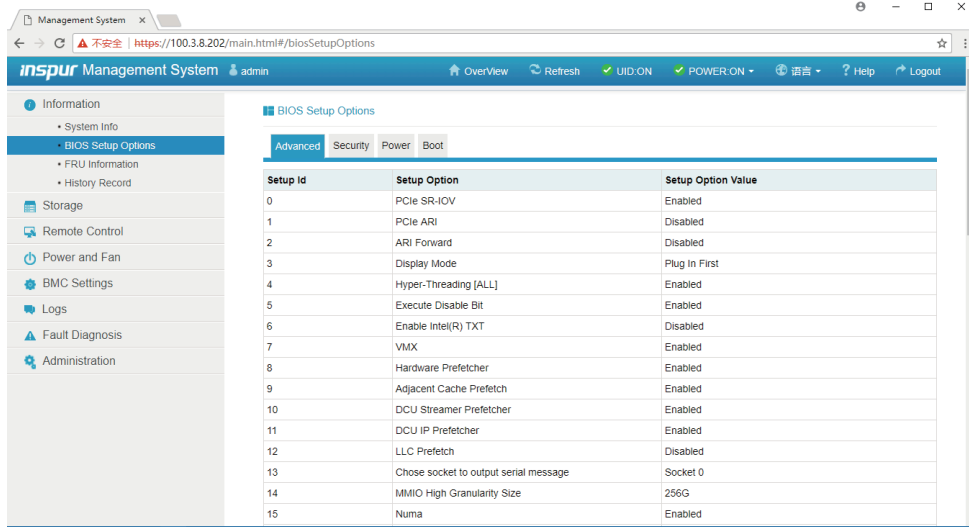 Management System
不安全 | https://100.3.8.202/main.html#/biosSetupOptions
inspur Management System admin OverView Refresh UID:ON POWER:ON 语言 Help Logout
Information
• System Info
• BIOS Setup Options
• FRU Information
• History Record
Storage
Remote Control
Power and Fan
BMC Settings
Logs
Fault Diagnosis
Administration
BIOS Setup Options
Advanced Security Power Boot
Setup Id Setup Option Setup Option Value
0 PCIe SR-IOV Enabled
1 PCIe ARI Disabled
2 ARI Forward Disabled
3 Display Mode Plug In First
4 Hyper-Threading [ALL] Enabled
5 Execute Disable Bit Enabled
6 Enable Intel(R) TXT Disabled
7 VMX Enabled
8 Hardware Prefetcher Enabled
9 Adjacent Cache Prefetch Enabled
10 DCU Streamer Prefetcher Enabled
11 DCU IP Prefetcher Enabled
12 LLC Prefetch Disabled
13 Chose socket to output serial message Socket 0
14 MMIO High Granularity Size 256G
15 Numa Enabled